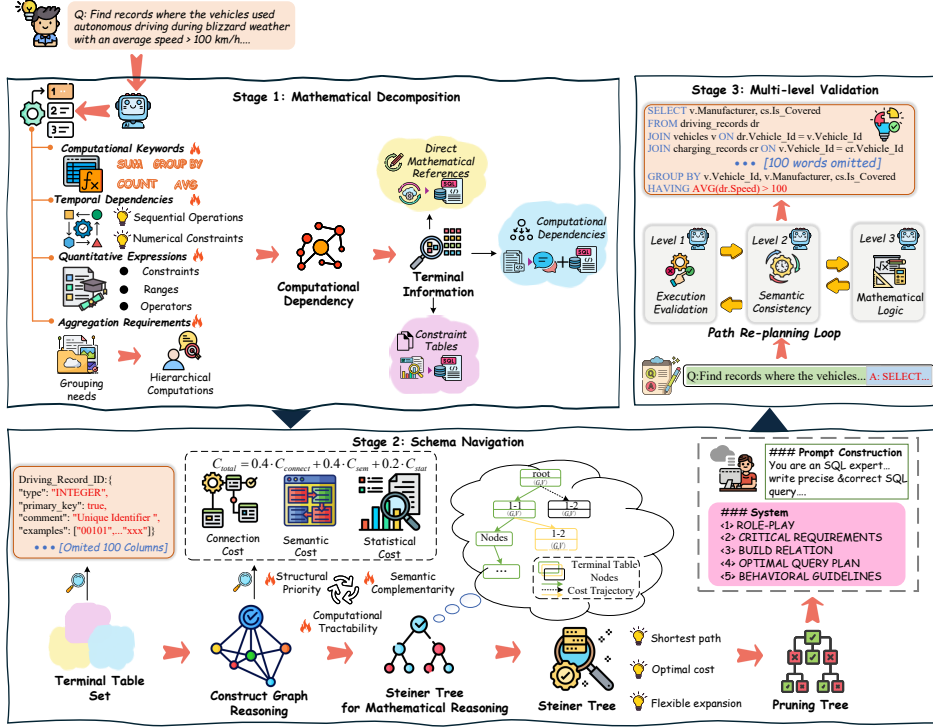 Q: Find records where the vehicles used
autonomous driving during blizzard weather
with an average speed > 100 km/h....
Stage 1: Mathematical Decomposition
1
2
3
Computational Keywords
SUM GROUP BY
COUNT AVG
fx
Temporal Dependencies
Sequential Operations
Numerical Constraints
Quantitative Expressions
Constraints
Ranges
Operators
Aggregation Requirements
Grouping
needs
Hierarchical
Computations
Computational
Dependency
Terminal
Information
Direct
Mathematical
References
SQL
Computational
Dependencies
SQL
Constraint
Tables
SQL
Stage 3: Multi-level Validation
SELECT v.Manufacturer, cs.Is_Covered
FROM driving_records dr
JOIN vehicles v ON dr.Vehicle_Id = v.Vehicle_Id
JOIN charging_records cr ON v.Vehicle_Id = cr.Vehicle_Id
••• [100 words omitted]
GROUP BY v.Vehicle_Id, v.Manufacturer, cs.Is_Covered
HAVING AVG(dr.Speed) > 100
Level 1
Execution
Evalidation
Level 2
Semantic
Consistency
Level 3
Mathematical
Logic
Path Re-planning Loop
Q
A
Q:Find records where the vehicles... A: SELECT...
Stage 2: Schema Navigation
Driving_Record_ID:{
"type": "INTEGER",
"primary_key": true,
"comment": "Unique Identifier ",
"examples": ["00101",..."xxx"]}
••• [Omited 100 Columns]
Terminal Table
Set
C_total = 0.4·C_connect + 0.4·C_sem + 0.2·C_stat
Connection
Cost
Semantic
Cost
Statistical
Cost
Structural
Priority
Semantic
Complementarity
Computational
Tractability
Construct Graph
Reasoning
Steiner Tree
for Mathematical Reasoning
root
(G,Y)
1-1
(G,Y)
1-2
(G,Y)
Nodes
1-2
(G,Y)
...
Terminal Table
Nodes
Cost Trajectory
Steiner Tree
Shortest path
Optimal cost
Flexible expansion
Pruning Tree
### Prompt Construction
You are an SQL expert...
write precise &correct SQL
query....
### System
<1> ROLE-PLAY
<2> CRITICAL REQUIREMENTS
<3> BUILD RELATION
<4> OPTIMAL QUERY PLAN
<5> BEHAVIORAL GUIDELINES